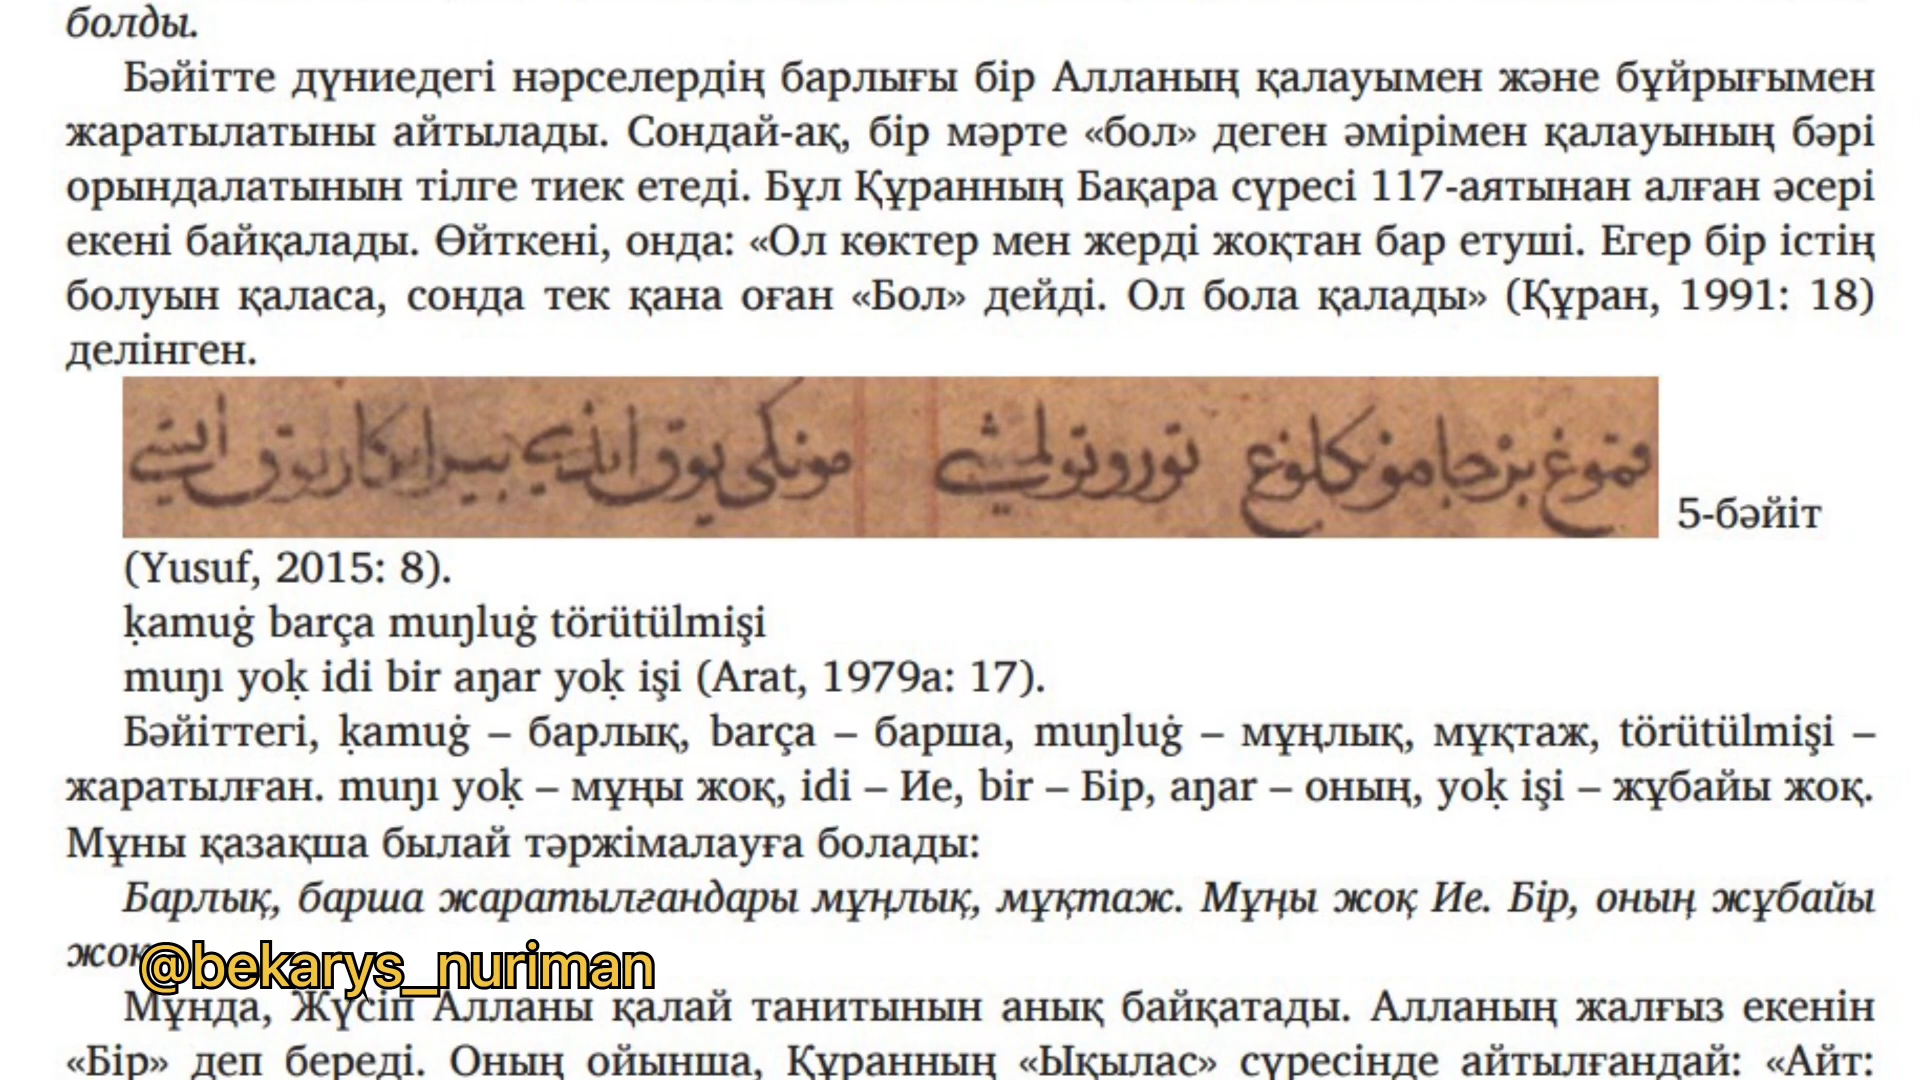 болды.
Бәйітте дүниедегі нәрселердің барлығы бір Алланың қалауымен және бұйрығымен
жаратылатыны айтылады. Сондай-ақ, бір мәрте «бол» деген әмірімен қалауының бәрі
орындалатынын тілге тиек етеді. Бұл Құранның Бақара сүресі 117-аятынан алған әсері
екені байқалады. Өйткені, онда: «Ол көктер мен жерді жоқтан бар етуші. Егер бір істің
болуын қаласа, сонда тек қана оған «Бол» дейді. Ол бола қалады» (Құран, 1991: 18)
делінген.
5-бәйіт
(Yusuf, 2015: 8).
ḳamuġ barça muŋluġ törütülmişi
muŋı yoḳ idi bir aŋar yoḳ işi (Arat, 1979a: 17).
Бәйіттегі, ḳamuġ – барлық, barça – барша, muŋluġ – мұңлық, мұқтаж, törütülmişi –
жаратылған. muŋı yoḳ – мұңы жоқ, idi – Ие, bir – Бір, aŋar – оның, yoḳ işi – жұбайы жоқ.
Мұны қазақша былай тәржімалауға болады:
Барлық, барша жаратылғандары мұңлық, мұқтаж. Мұңы жоқ Ие. Бір, оның жұбайы
@bekarys_nuriman
Мұнда, Жүсіп Алланы қалай танитынын анық байқатады. Алланың жалғыз екенін
«Бір» деп береді. Оның ойынша, Құранның «Ықылас» сүресінде айтылғандай: «Айт: